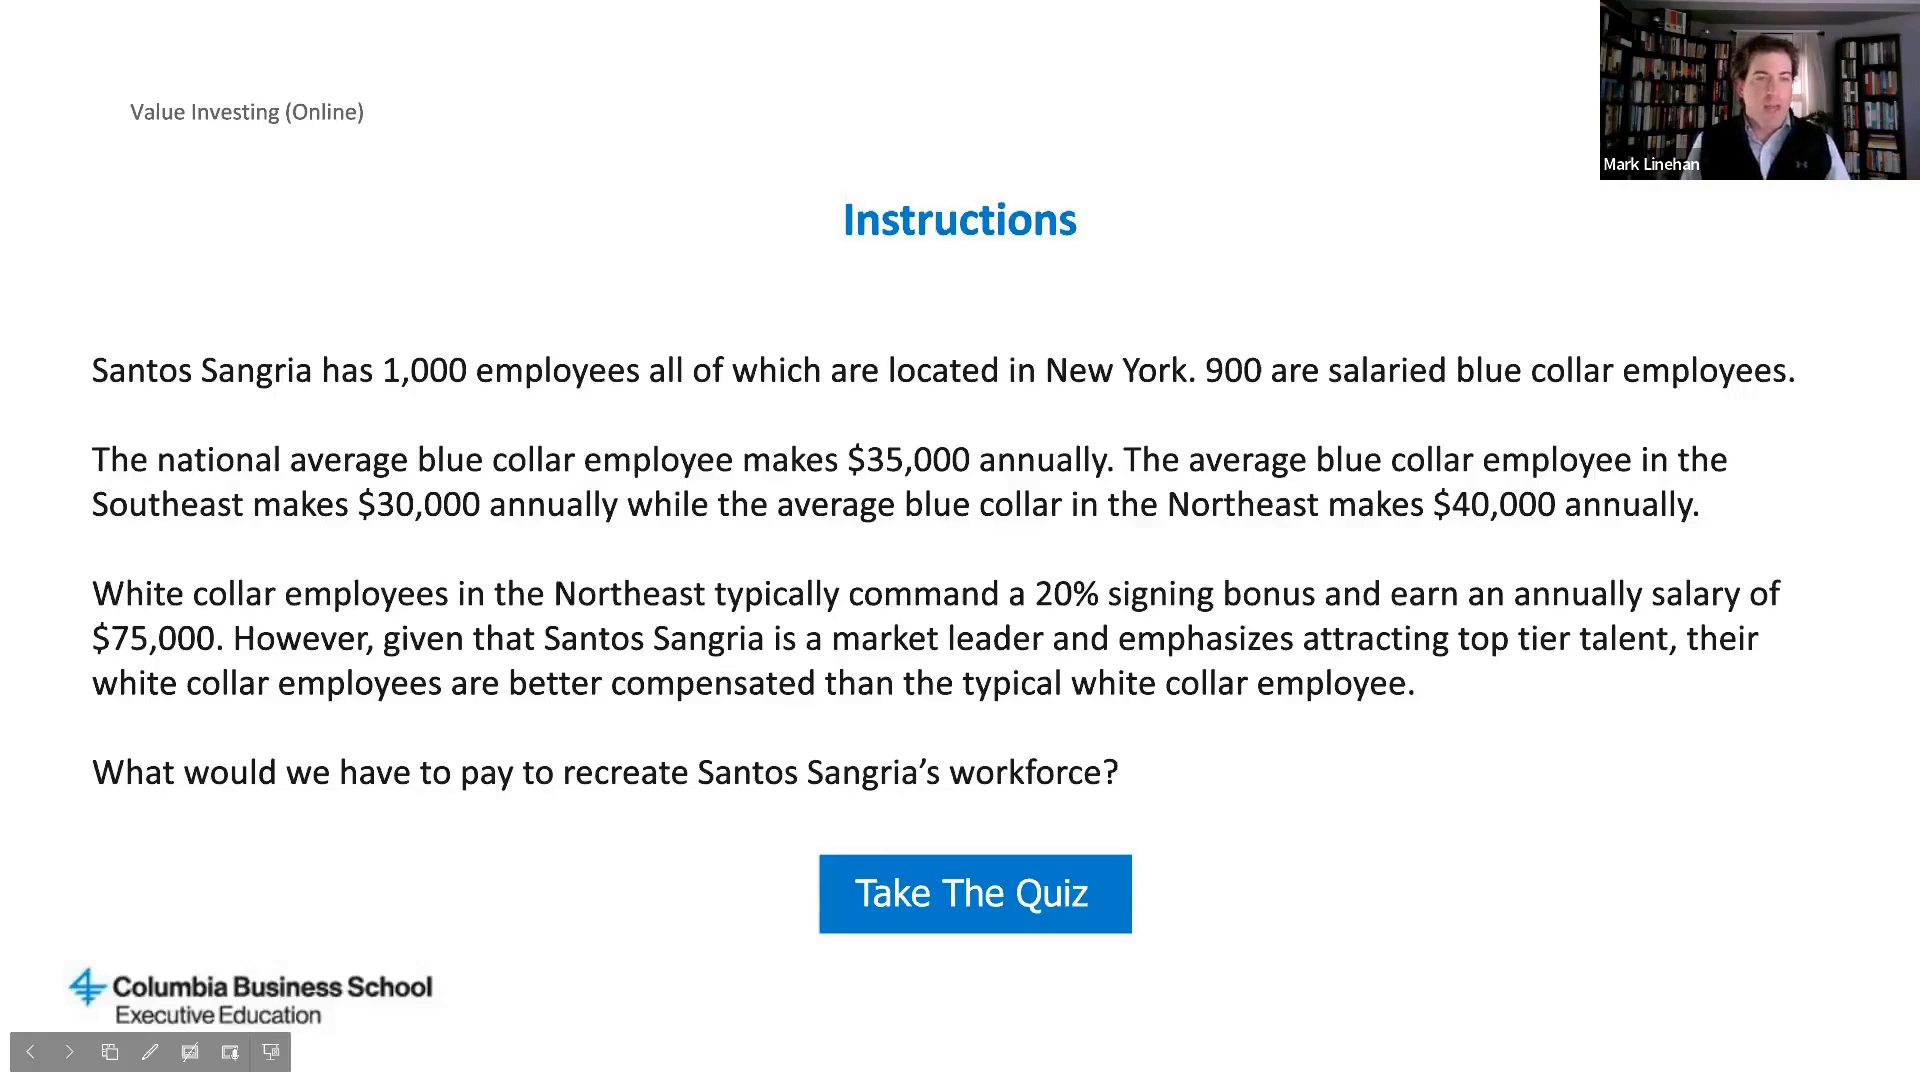 Value Investing (Online)
Mark Linehan
Instructions
Santos Sangria has 1,000 employees all of which are located in New York. 900 are salaried blue collar employees.
The national average blue collar employee makes $35,000 annually. The average blue collar employee in the
Southeast makes $30,000 annually while the average blue collar in the Northeast makes $40,000 annually.
White collar employees in the Northeast typically command a 20% signing bonus and earn an annually salary of
$75,000. However, given that Santos Sangria is a market leader and emphasizes attracting top tier talent, their
white collar employees are better compensated than the typical white collar employee.
What would we have to pay to recreate Santos Sangria’s workforce?
Take The Quiz
Columbia Business School
Executive Education